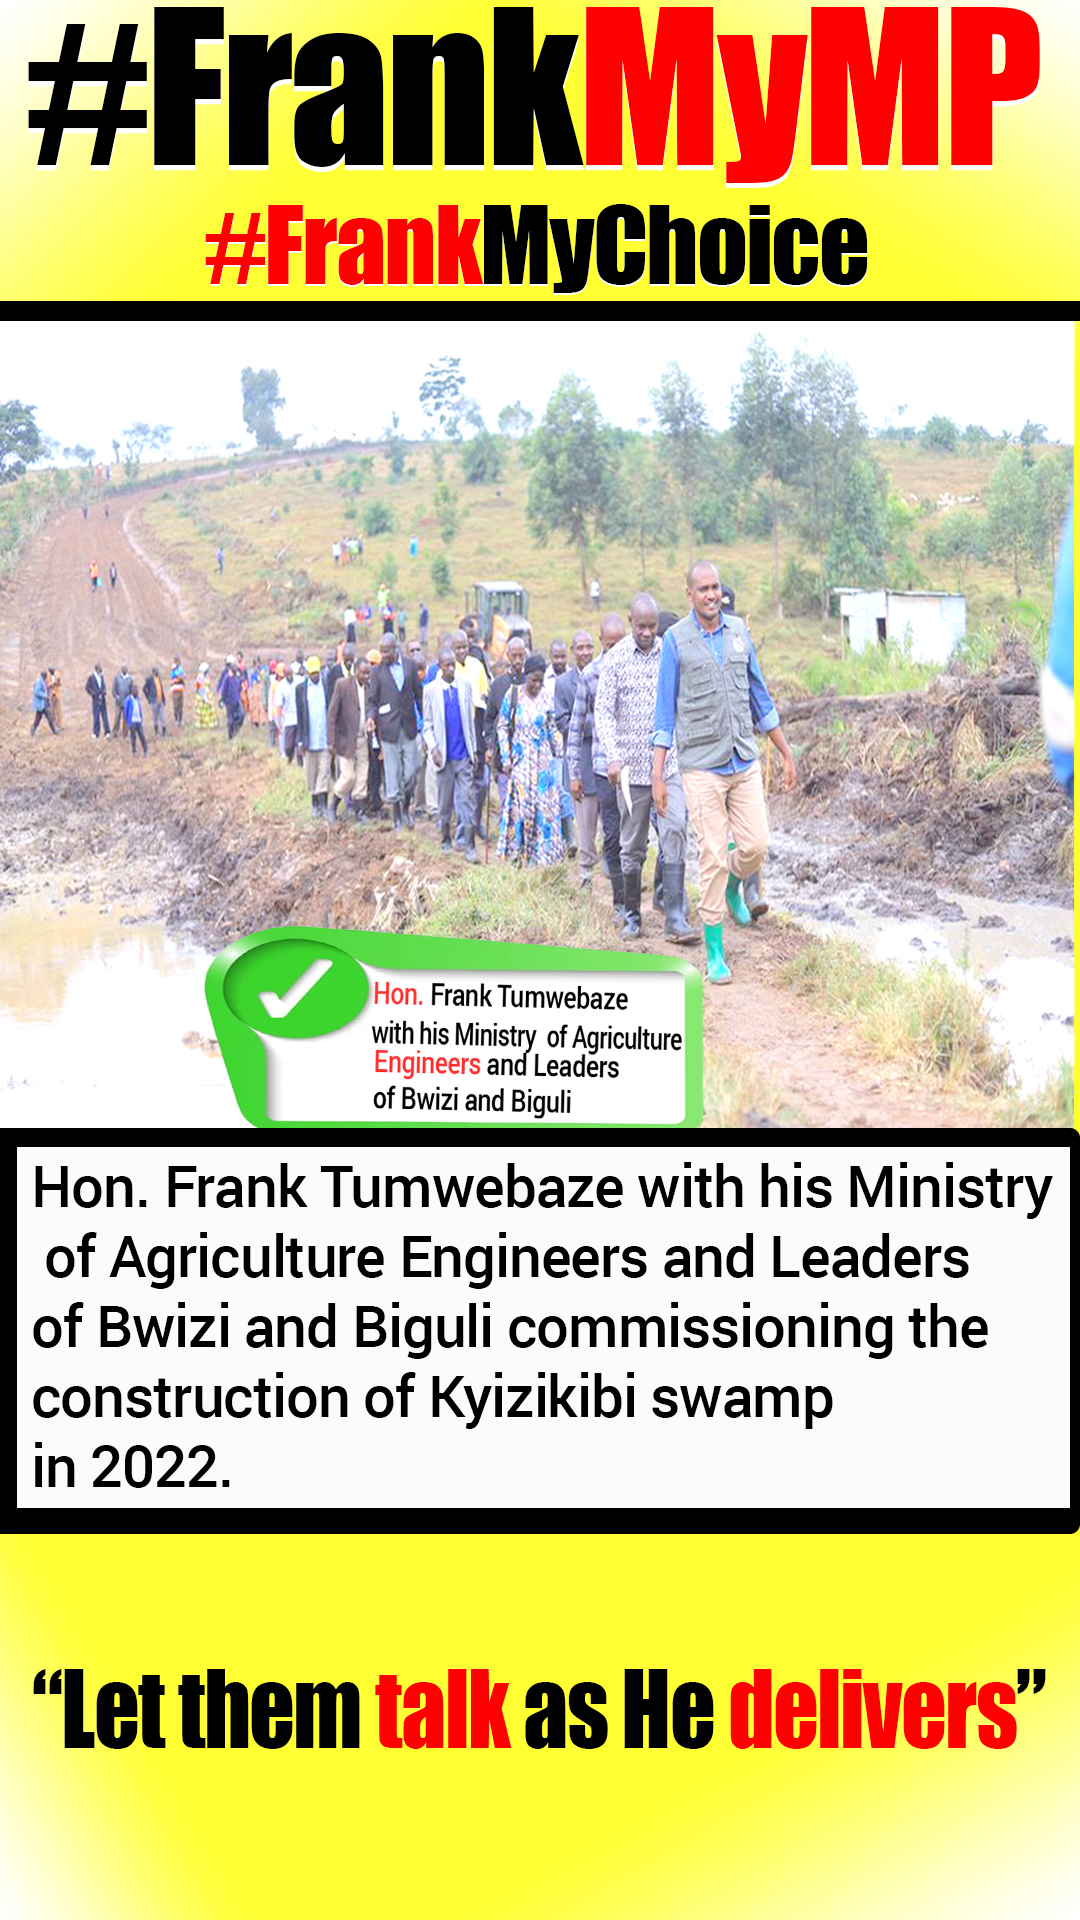 #FrankMyMP
#FrankMyChoice
Hon. Frank Tumwebaze
with his Ministry of Agriculture
Engineers and Leaders
of Bwizi and Biguli
Hon. Frank Tumwebaze with his Ministry
of Agriculture Engineers and Leaders
of Bwizi and Biguli commissioning the
construction of Kyizikibi swamp
in 2022.
“Let them talk as He delivers”